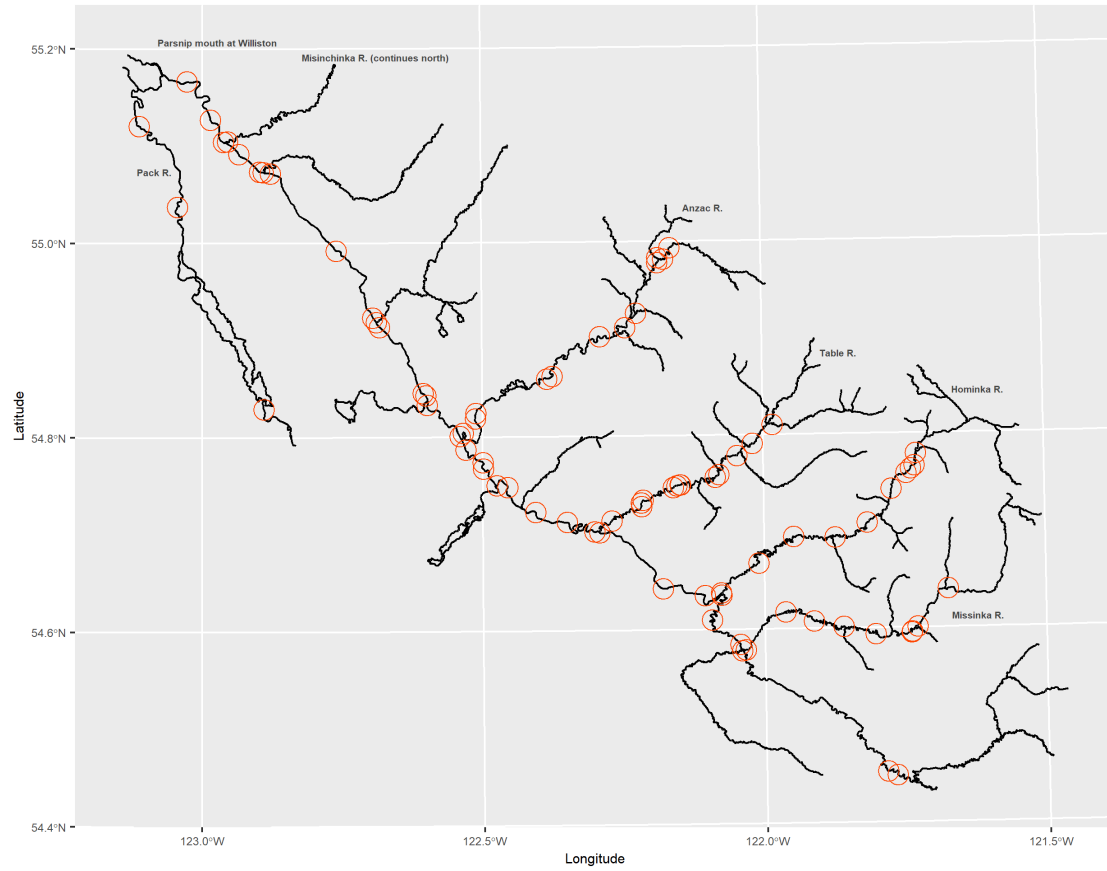 55.2°N
Parsnip mouth at Williston
Misinchinka R. (continues north)
Pack R.
Anzac R.
55.0°N
Table R.
Hominka R.
54.8°N
Missinka R.
54.6°N
54.4°N
Latitude
123.0°W
122.5°W
122.0°W
121.5°W
Longitude